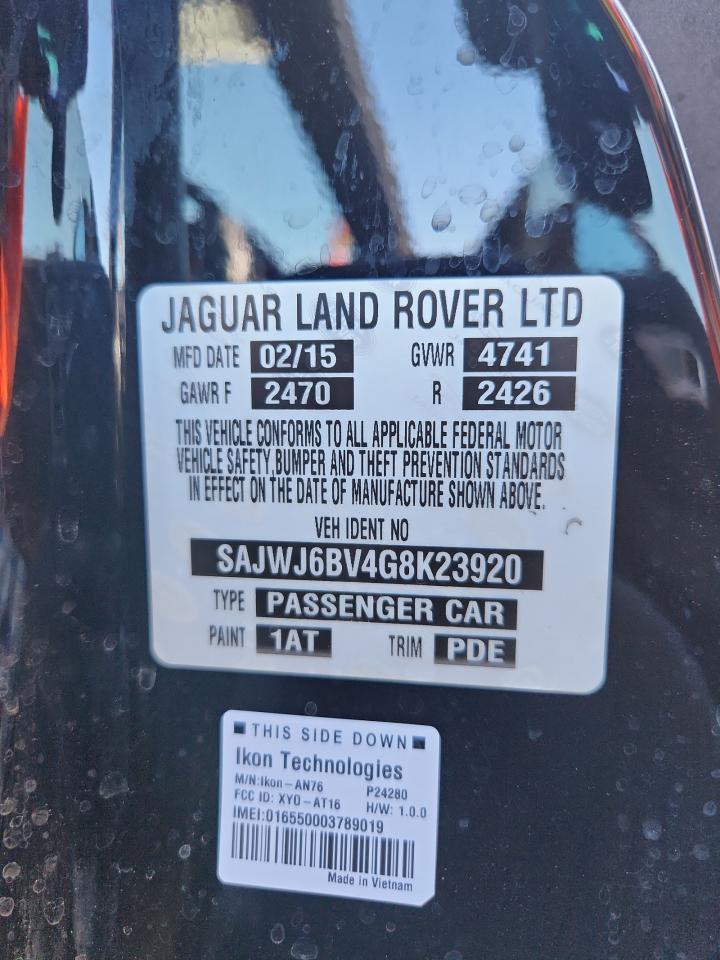 JAGUAR LAND ROVER LTD
MFD DATE 02/15 GVWR 4741
GAWR F 2470 R 2426
THIS VEHICLE CONFORMS TO ALL APPLICABLE FEDERAL MOTOR
VEHICLE SAFETY,BUMPER AND THEFT PREVENTION STANDARDS
IN EFFECT ON THE DATE OF MANUFACTURE SHOWN ABOVE.
VEH IDENT NO
SAJWJ6BV4G8K23920
TYPE PASSENGER CAR
PAINT 1AT TRIM PDE
THIS SIDE DOWN
Ikon Technologies
M/N:Ikon-AN76 P24280
FCC ID: XYO-AT16 H/W: 1.0.0
IMEI:016550003789019
Made in Vietnam